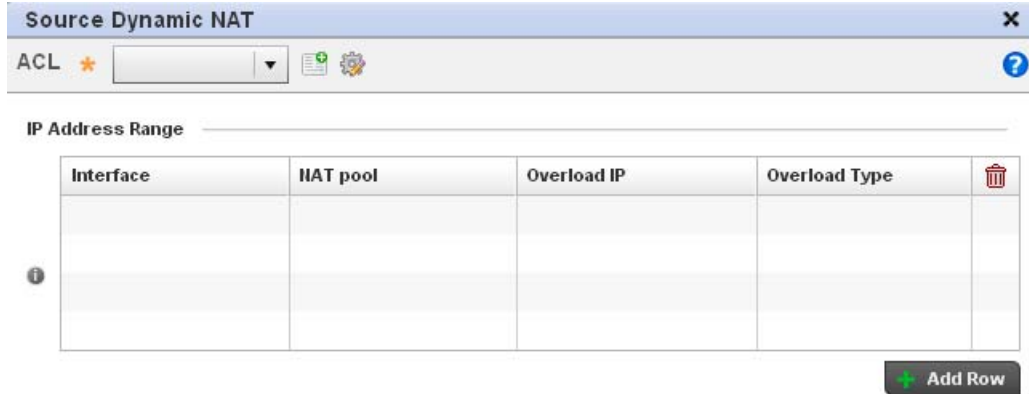 Source Dynamic NAT
ACL *
IP Address Range
Interface NAT pool Overload IP Overload Type
Add Row